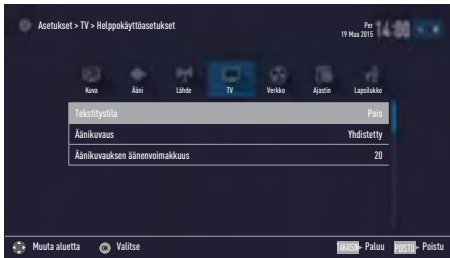 Asetukset > TV > Helppokäyttöasetukset
Per
19 Maa 2015 14:00
Kuva Ääni Lähde TV Verkko Ajastin Lapsilukko
Tekstitystila Pois
Äänikuvaus Yhdistetty
Äänikuvauksen äänenvoimakkuus 20
Muuta aluetta OK Valitse TAKAISIN Paluu POISTU Poistu